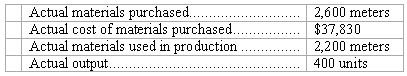 Actual materials purchased............................ 2,600 meters
Actual cost of materials purchased................. $37,830
Actual materials used in production ............... 2,200 meters
Actual output................................................ 400 units